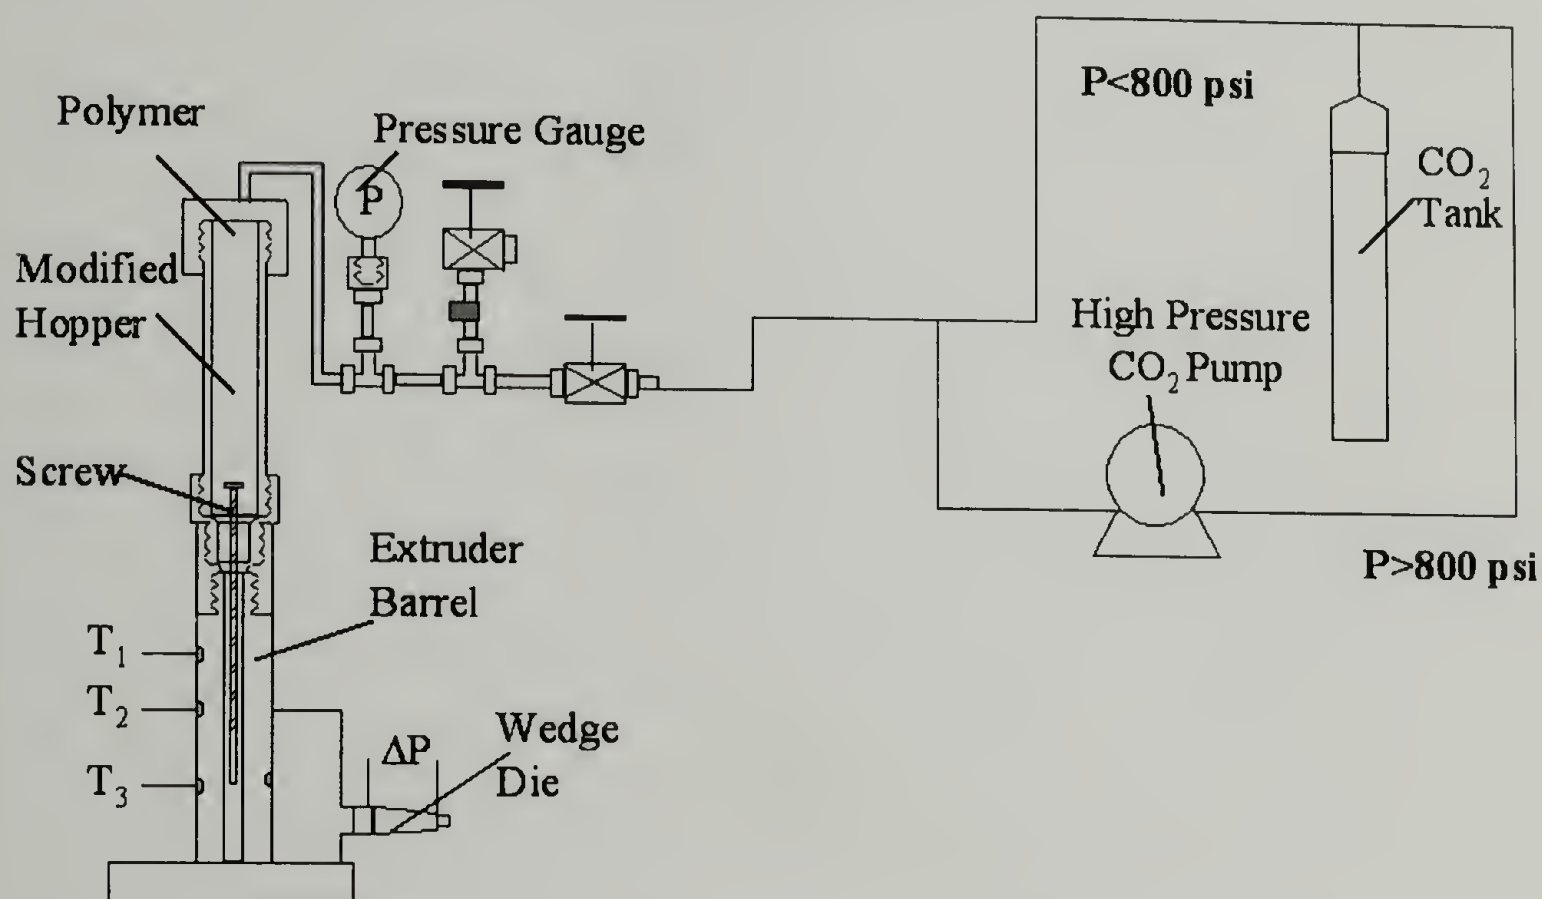 P<800 psi
Polymer
Pressure Gauge
P
CO₂
Tank
Modified
Hopper
High Pressure
CO₂ Pump
Screw
Extruder
Barrel
P>800 psi
T₁
T₂
Wedge
Die
ΔP
T₃